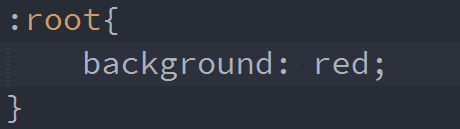 :root{
    background: red;
}